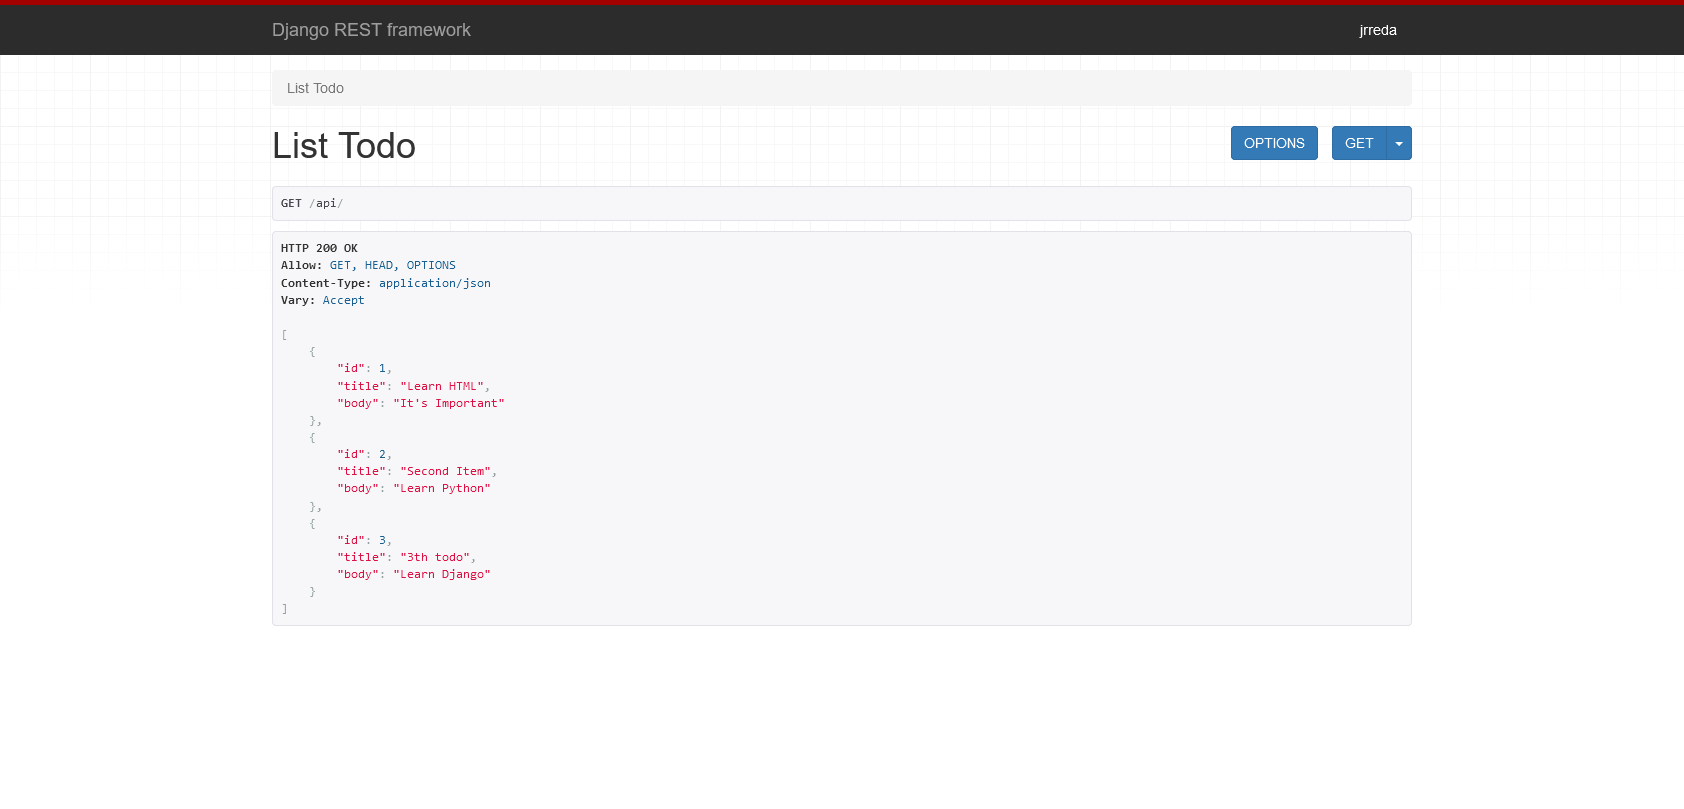 Django REST framework
jrreda
List Todo
List Todo
OPTIONS
GET
GET /api/
HTTP 200 OK
Allow: GET, HEAD, OPTIONS
Content-Type: application/json
Vary: Accept
[
    {
        "id": 1,
        "title": "Learn HTML",
        "body": "It's Important"
    },
    {
        "id": 2,
        "title": "Second Item",
        "body": "Learn Python"
    },
    {
        "id": 3,
        "title": "3th todo",
        "body": "Learn Django"
    }
]